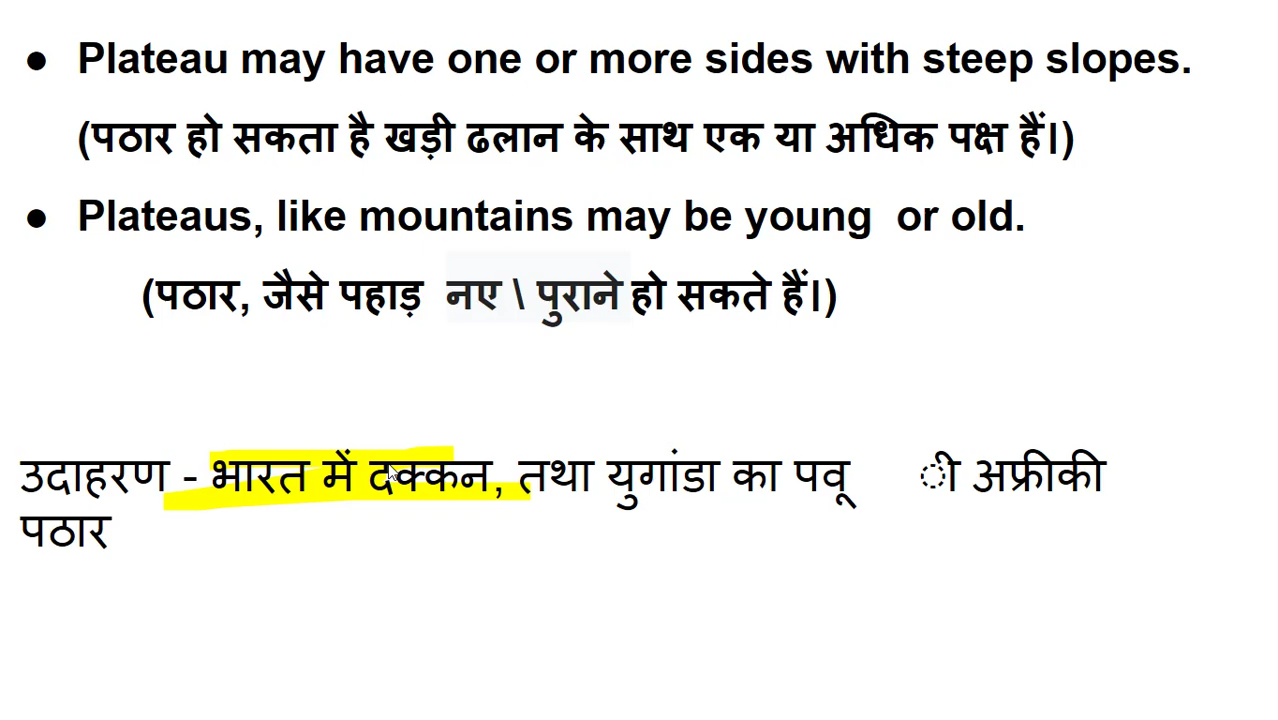 ● Plateau may have one or more sides with steep slopes.
(पठार हो सकता है खड़ी ढलान के साथ एक या अधिक पक्ष हैं।)
● Plateaus, like mountains may be young or old.
(पठार, जैसे पहाड़ नए \ पुराने हो सकते हैं।)
उदाहरण - भारत में दक्कन, तथा युगांडा का पवू ी अफ्रीकी
पठार